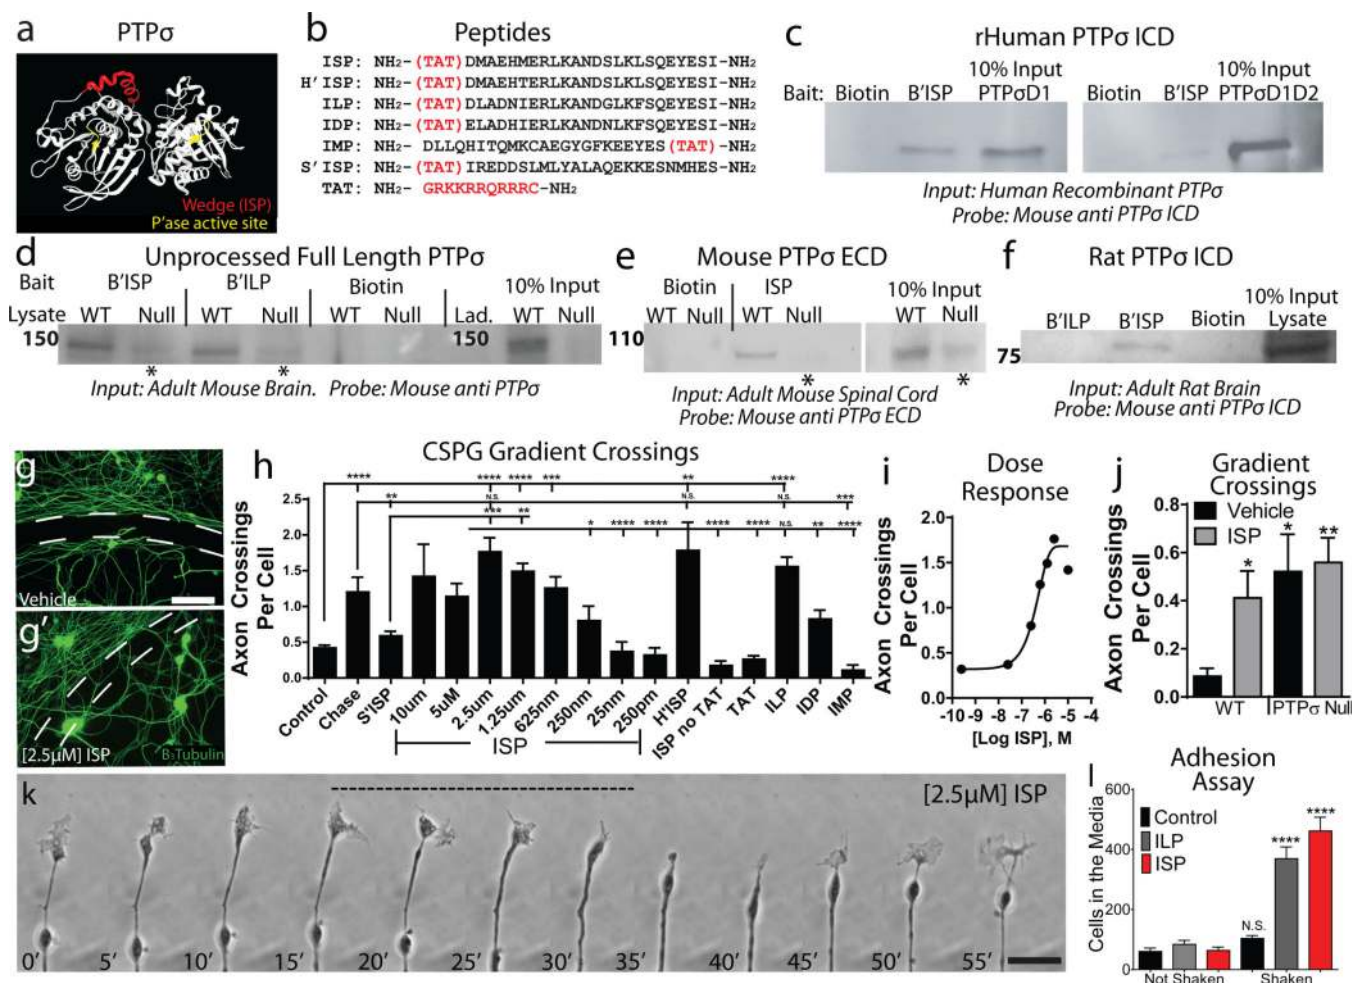 a PTPσ
Wedge (ISP)
P'ase active site
b Peptides
ISP: NH2-(TAT)DMAEHMERLKANDSLKLSQEYESI-NH2
H'ISP: NH2-(TAT)DMAEHTERLKANDSLKLSQEYESI-NH2
ILP: NH2-(TAT)DLADNIERLKANDGLKFSQEYESI-NH2
IDP: NH2-(TAT)ELADHIERLKANDNLKFSQEYESI-NH2
IMP: NH2- DLLQHITQMKCAEGYGFKEEYES(TAT)-NH2
S'ISP: NH2-(TAT)IREDDSLMLYALAQEKKESNMHES-NH2
TAT: NH2- GRKKRRQRRRC-NH2
c rHuman PTPσ ICD
10% Input 10% Input
Bait: Biotin B'ISP PTPσD1 Biotin B'ISP PTPσD1D2
Input: Human Recombinant PTPσ
Probe: Mouse anti PTPσ ICD
d Unprocessed Full Length PTPσ
Bait B'ISP B'ILP Biotin 10% Input
Lysate WT Null WT Null WT Null Lad. WT Null
150 150
* *
Input: Adult Mouse Brain. Probe: Mouse anti PTPσ
e Mouse PTPσ ECD
Biotin ISP 10% Input
WT Null WT Null WT Null
110
* *
Input: Adult Mouse Spinal Cord
Probe: Mouse anti PTPσ ECD
f Rat PTPσ ICD
10% Input
B'ILP B'ISP Biotin Lysate
75
Input: Adult Rat Brain
Probe: Mouse anti PTPσ ICD
g
Vehicle
g'
[2.5μM] ISP B3Tubulin
h CSPG Gradient Crossings
**** **** **** *** ** ****
** N.S. N.S. N.S. ***
*** **
* **** **** **** **** N.S. ** ****
Axon Crossings
Per Cell
2.5
2.0
1.5
1.0
0.5
0.0
Control Chase S'ISP 10um 5uM 2.5um 1.25um 625nm 250nm 25nm 250pm H'ISP ISP no TAT TAT ILP IDP IMP
ISP
i Dose
Response
Axon Crossings
Per Cell
2.0
1.5
1.0
0.5
0.0
-10 -9 -8 -7 -6 -5 -4
[Log ISP], M
j Gradient
Crossings
Vehicle
ISP
Axon Crossings
Per Cell
0.8
0.6
0.4
0.2
0.0
* * **
WT PTPσ Null
k [2.5μM] ISP
0' 5' 10' 15' 20' 25' 30' 35' 40' 45' 50' 55'
l Adhesion
Assay
Control
ILP
ISP
Cells in the Media
600
400
200
0
N.S. **** ****
Not Shaken Shaken